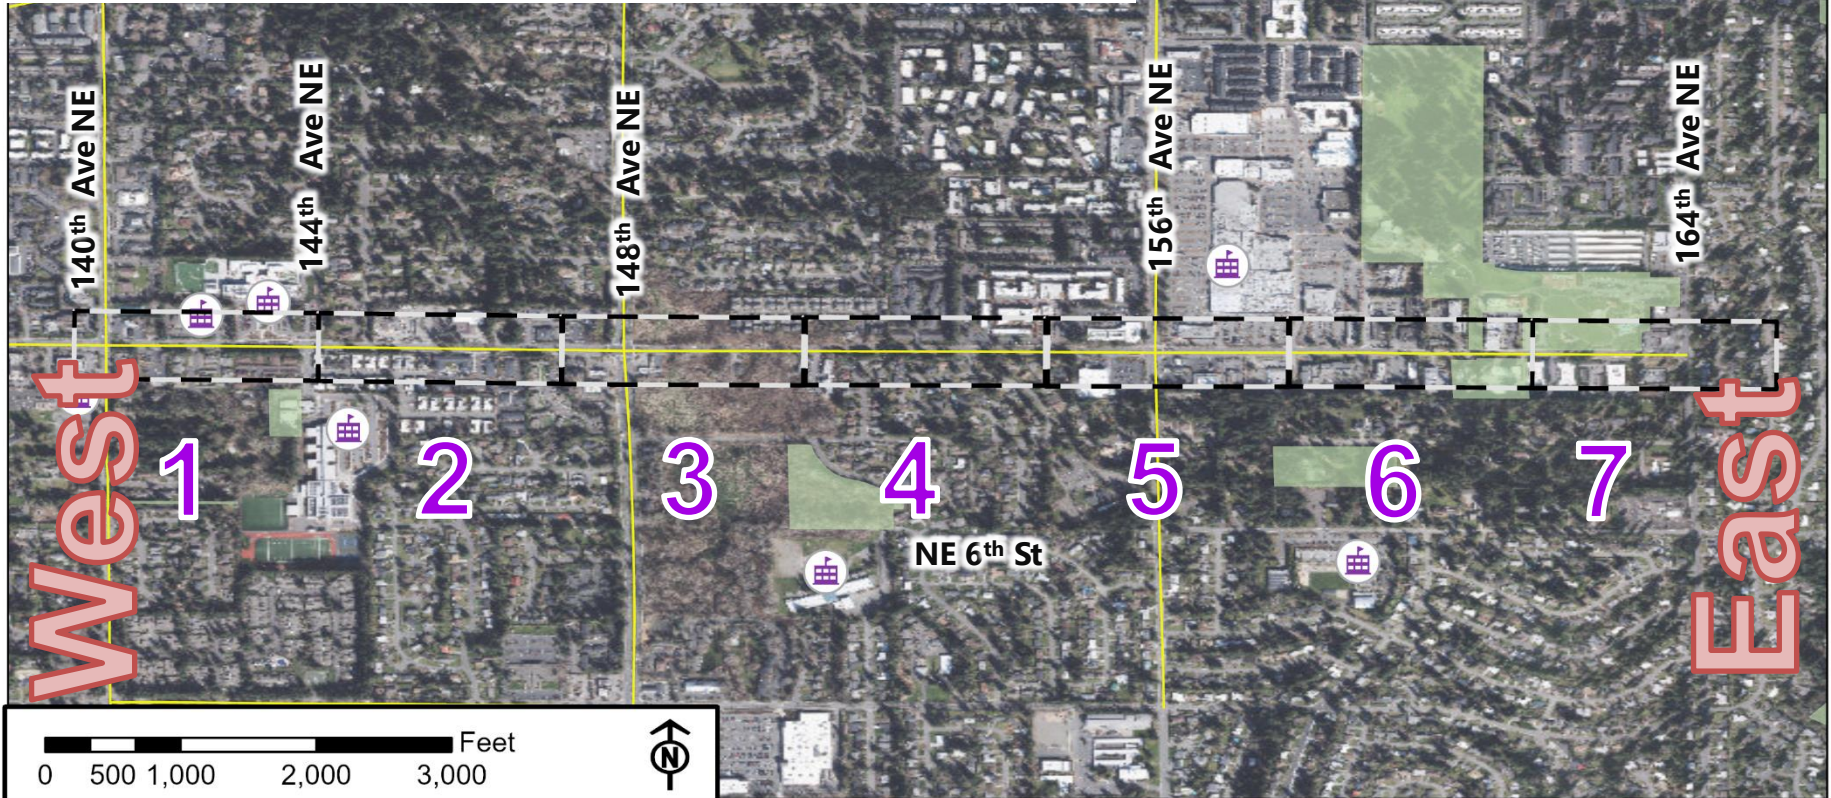 140th Ave NE
144th Ave NE
148th Ave NE
156th Ave NE
164th Ave NE
West
East
1 2 3 4 5 6 7
NE 6th St
Feet
0 500 1,000 2,000 3,000
N